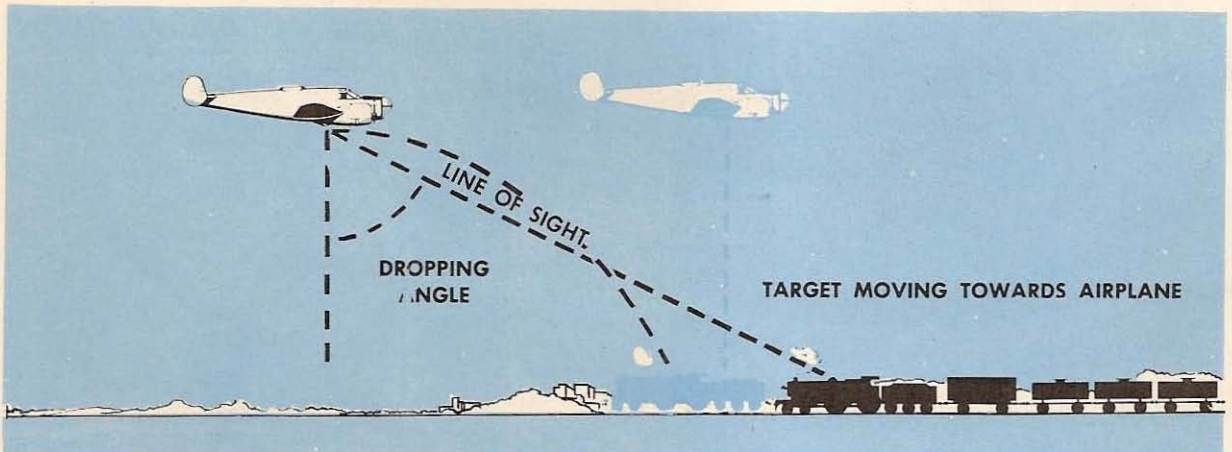 LINE OF SIGHT
DROPPING
ANGLE
TARGET MOVING TOWARDS AIRPLANE